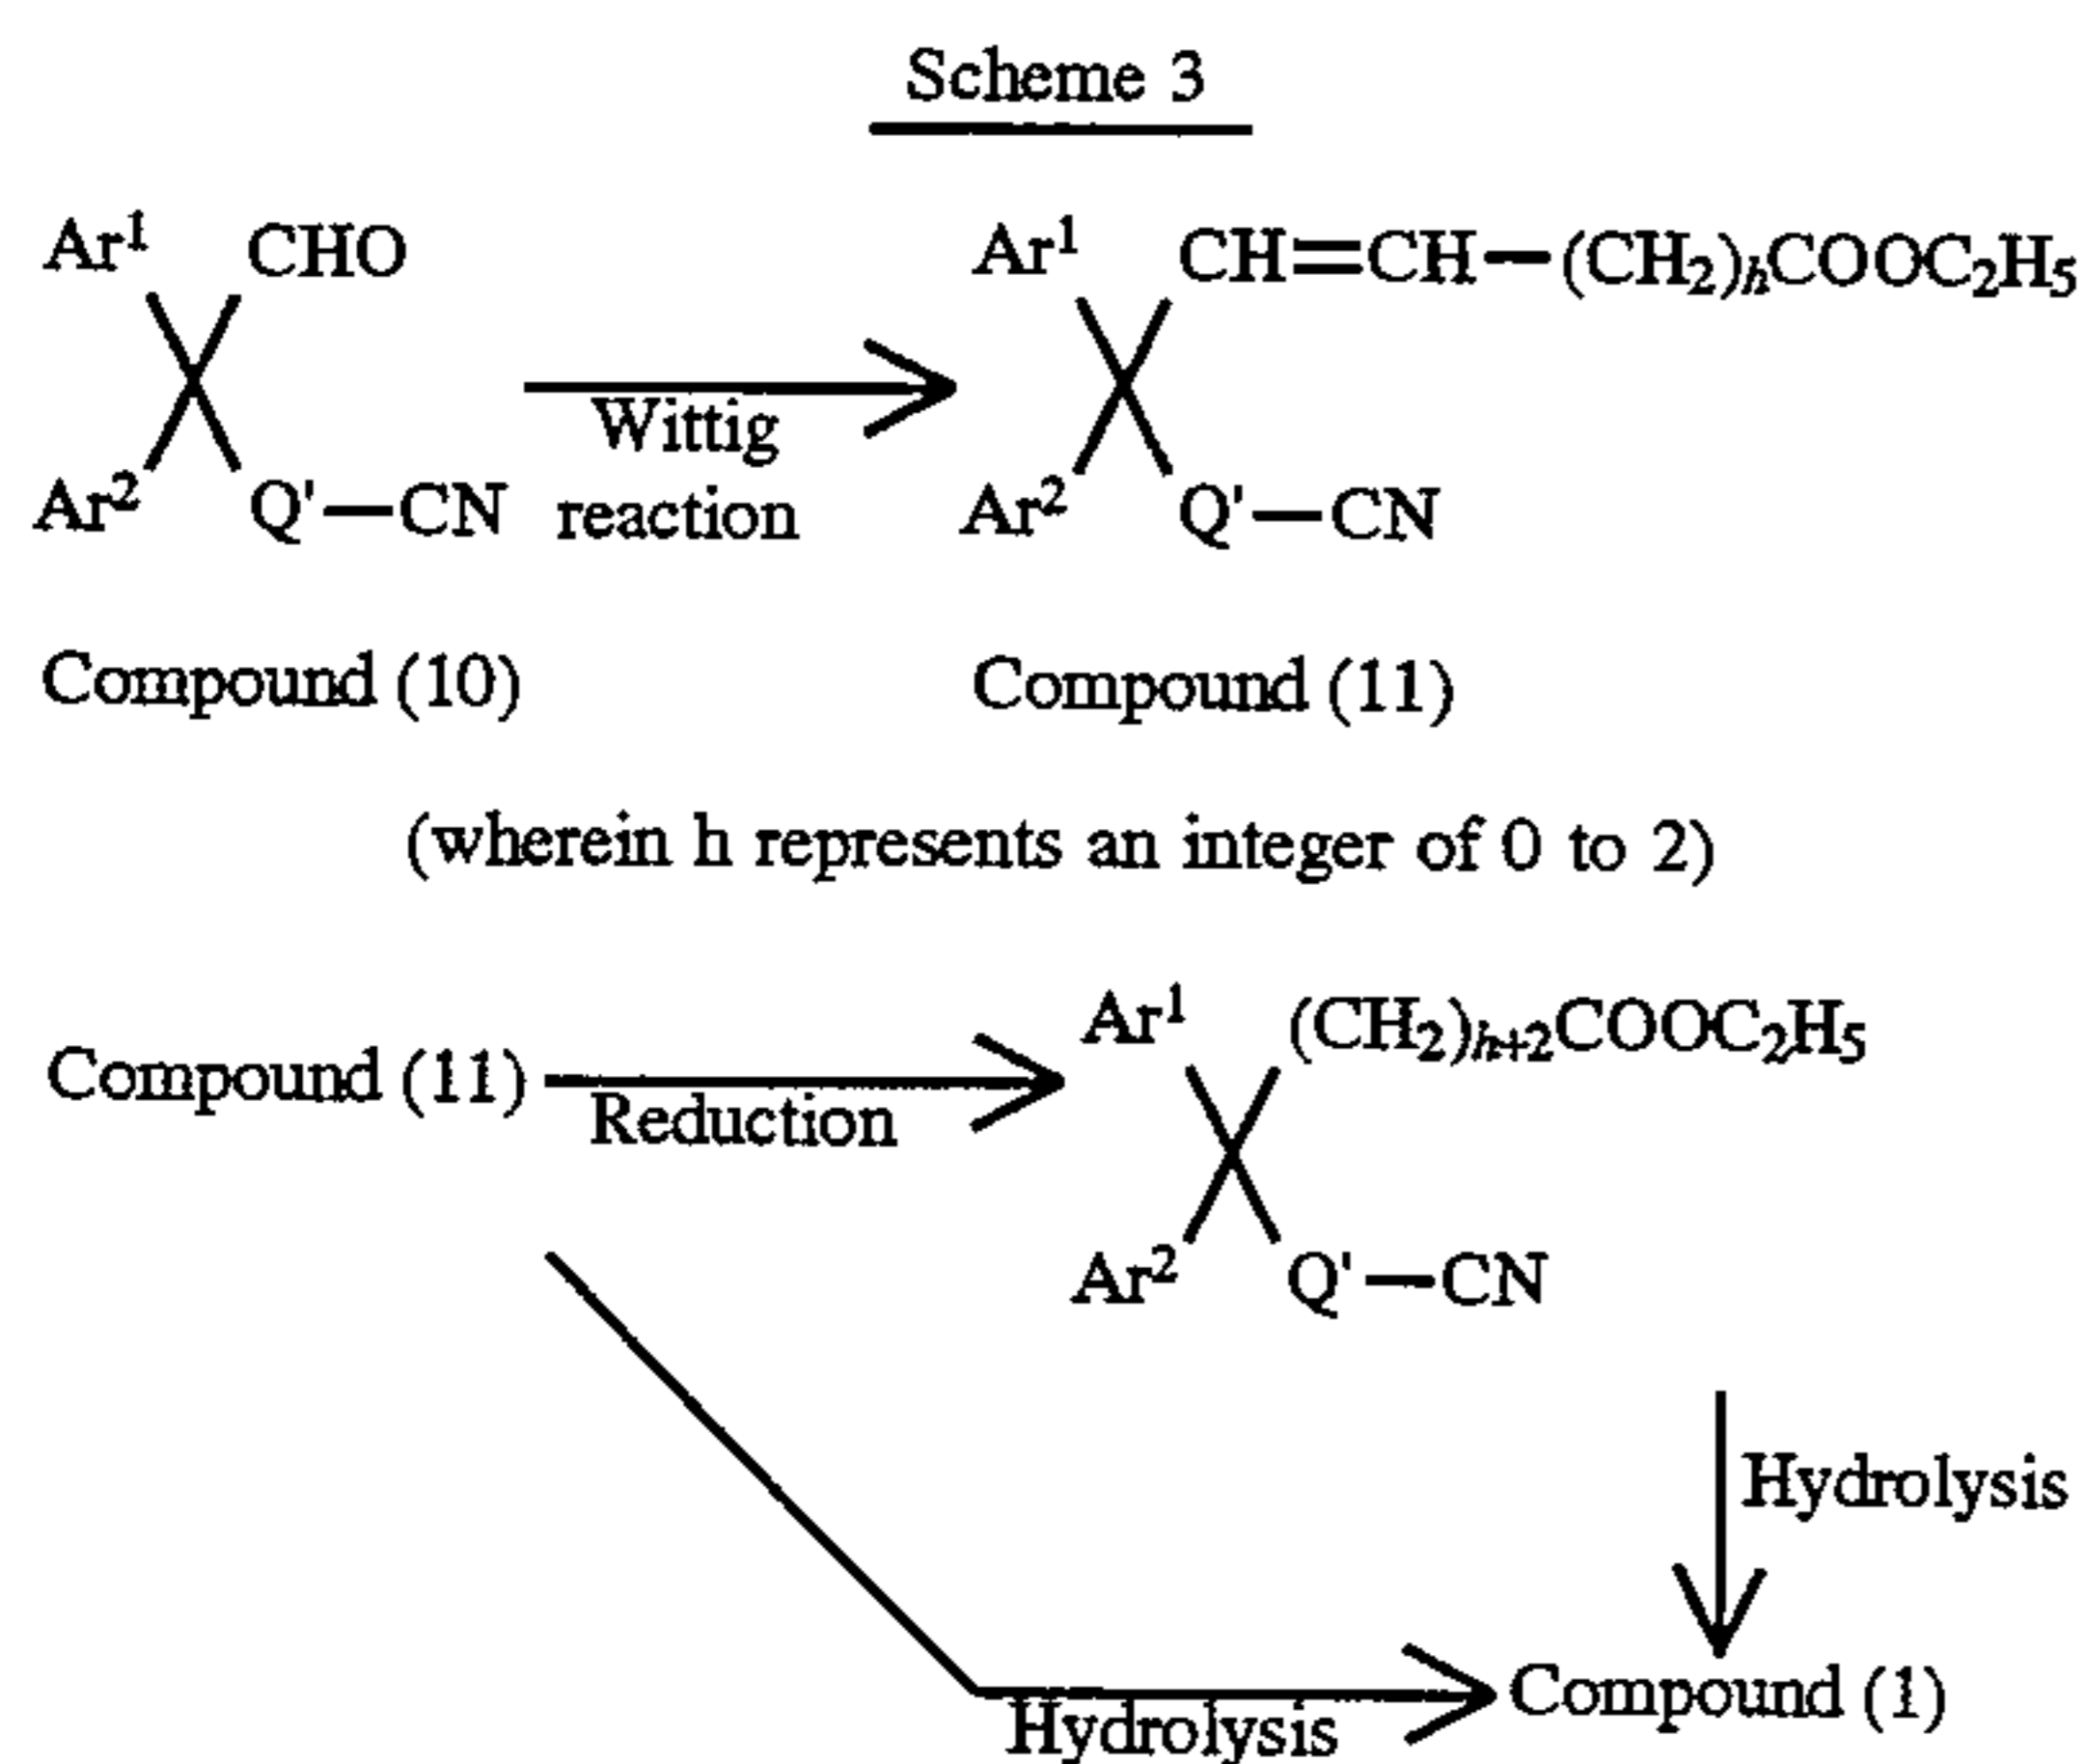 Scheme 3
Ar¹ CHO
Ar¹ CH=CH—(CH₂)ₕCOOC₂H₅
Wittig
reaction
Ar² Q'—CN
Ar² Q'—CN
Compound (10)
Compound (11)
(wherein h represents an integer of 0 to 2)
Compound (11)
Reduction
Ar¹ (CH₂)ₕ₊₂COOC₂H₅
Ar² Q'—CN
Hydrolysis
Hydrolysis
Compound (1)